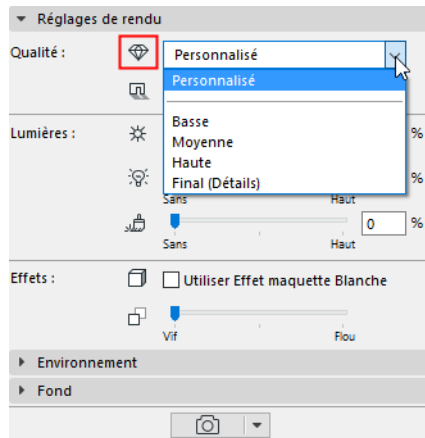 Réglages de rendu
Qualité :
Personnalisé
Personnalisé
Basse
Moyenne
Haute
Final (Détails)
Lumières :
%
%
Sans Haut
0 %
Sans Haut
Effets :
Utiliser Effet maquette Blanche
Vif Flou
Environnement
Fond